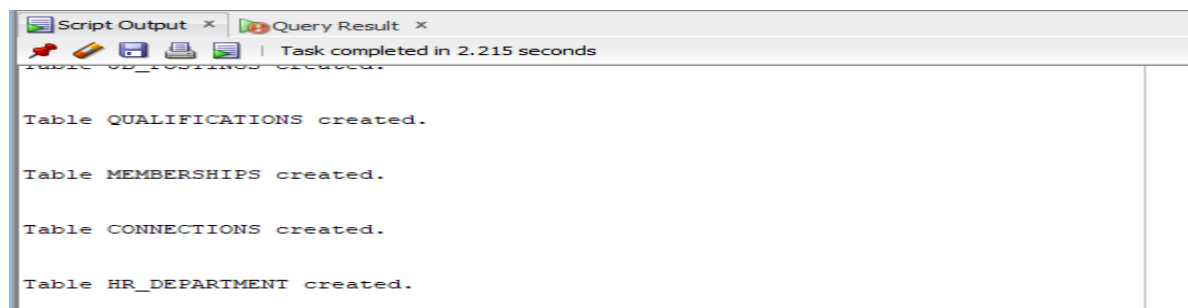 Script Output × Query Result ×
Task completed in 2.215 seconds
created.
Table QUALIFICATIONS created.
Table MEMBERSHIPS created.
Table CONNECTIONS created.
Table HR_DEPARTMENT created.